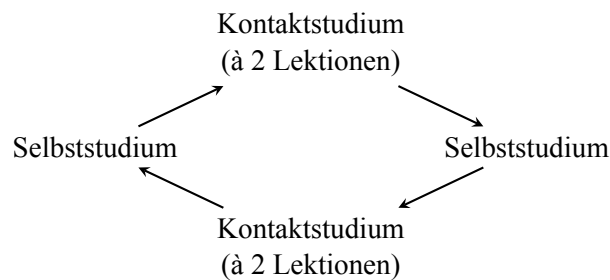 Kontaktstudium
(à 2 Lektionen)
Selbststudium
Selbststudium
Kontaktstudium
(à 2 Lektionen)